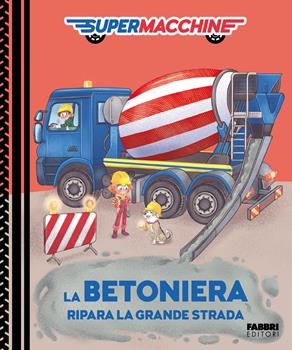 SUPERMACCHINE
LA BETONIERA
RIPARA LA GRANDE STRADA
FABBRI
EDITORI